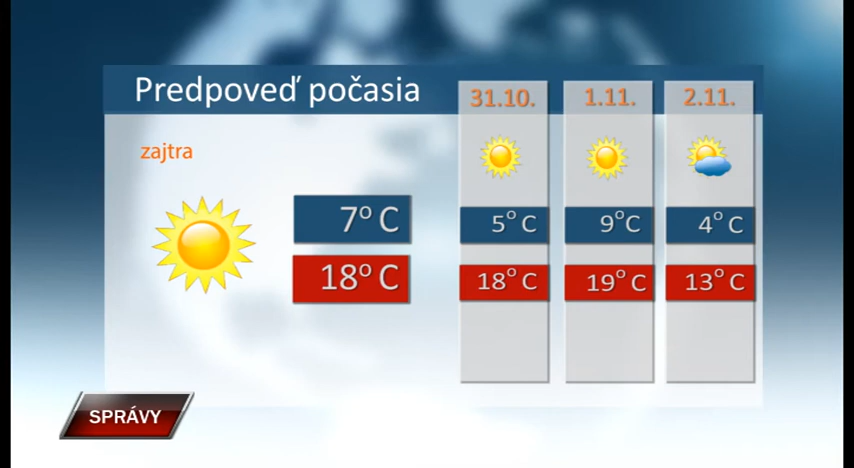 Predpoveď počasia
zajtra
7° C
18° C
31.10. 1.11. 2.11.
5° C 9°C 4° C
18° C 19° C 13° C
SPRÁVY